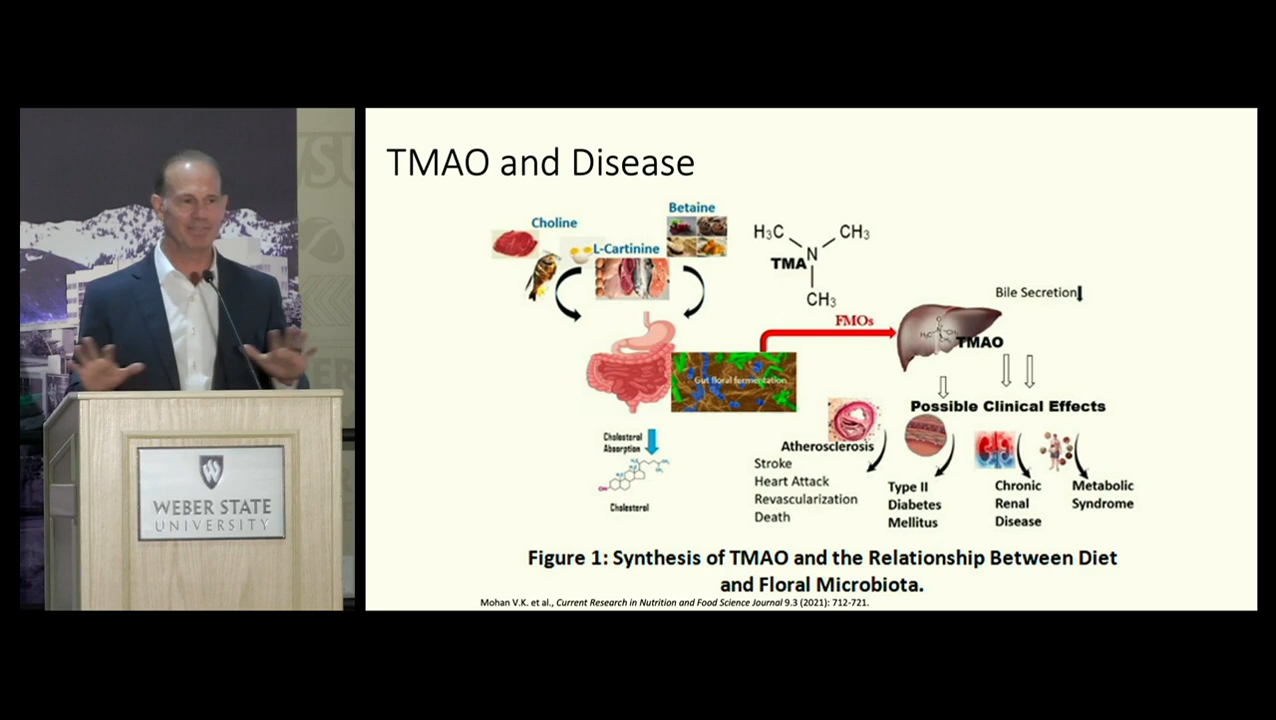 TMAO and Disease
Betaine
Choline
L-Cartinine
H₃C
CH₃
N
TMA
CH₃
Bile Secretion
FMOs
TMAO
Gut floral fermentation
Possible Clinical Effects
Cholesterol
Absorption
OH
Cholesterol
Atherosclerosis
Stroke
Heart Attack
Revascularization
Death
Type II
Diabetes
Mellitus
Chronic
Renal
Disease
Metabolic
Syndrome
Figure 1: Synthesis of TMAO and the Relationship Between Diet
and Floral Microbiota.
Mohan V.K. et al., Current Research in Nutrition and Food Science Journal 9.3 (2021): 712-721.
WEBER STATE
UNIVERSITY